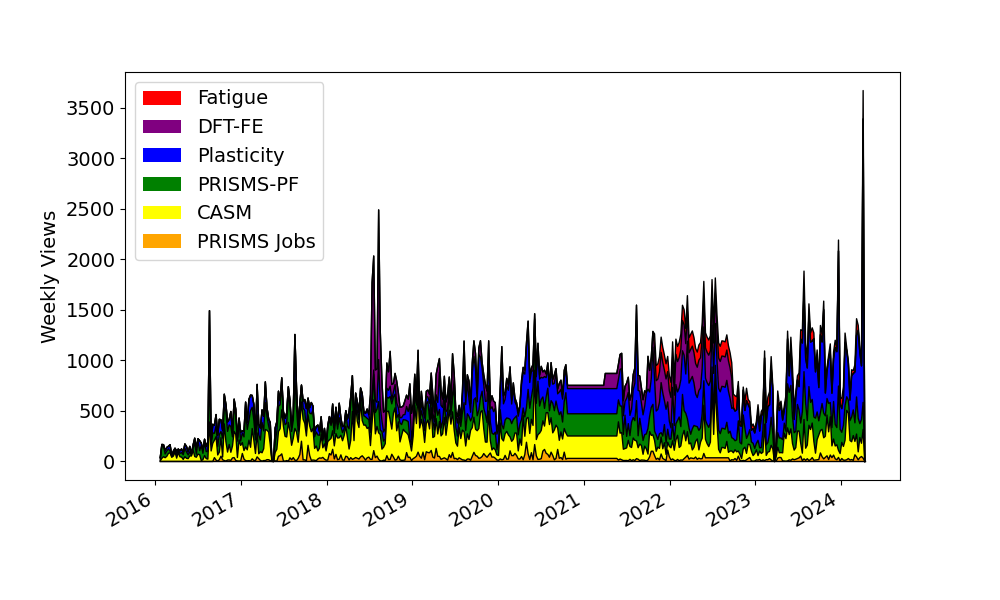 Weekly Views
3500
3000
2500
2000
1500
1000
500
0
Fatigue
DFT-FE
Plasticity
PRISMS-PF
CASM
PRISMS Jobs
2016
2017
2018
2019
2020
2021
2022
2023
2024